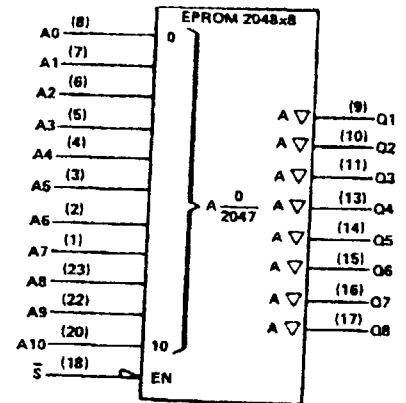 EPROM 2048x8
A0 (8) 0
A1 (7)
A2 (6)
A3 (5)
A4 (4)
A5 (3)
A6 (2)
A7 (1)
A8 (23)
A9 (22)
A10 (20) 10
S̅ (18) EN
A 0/2047
A ▽ (9) Q1
A ▽ (10) Q2
A ▽ (11) Q3
A ▽ (13) Q4
A ▽ (14) Q5
A ▽ (15) Q6
A ▽ (16) Q7
A ▽ (17) Q8